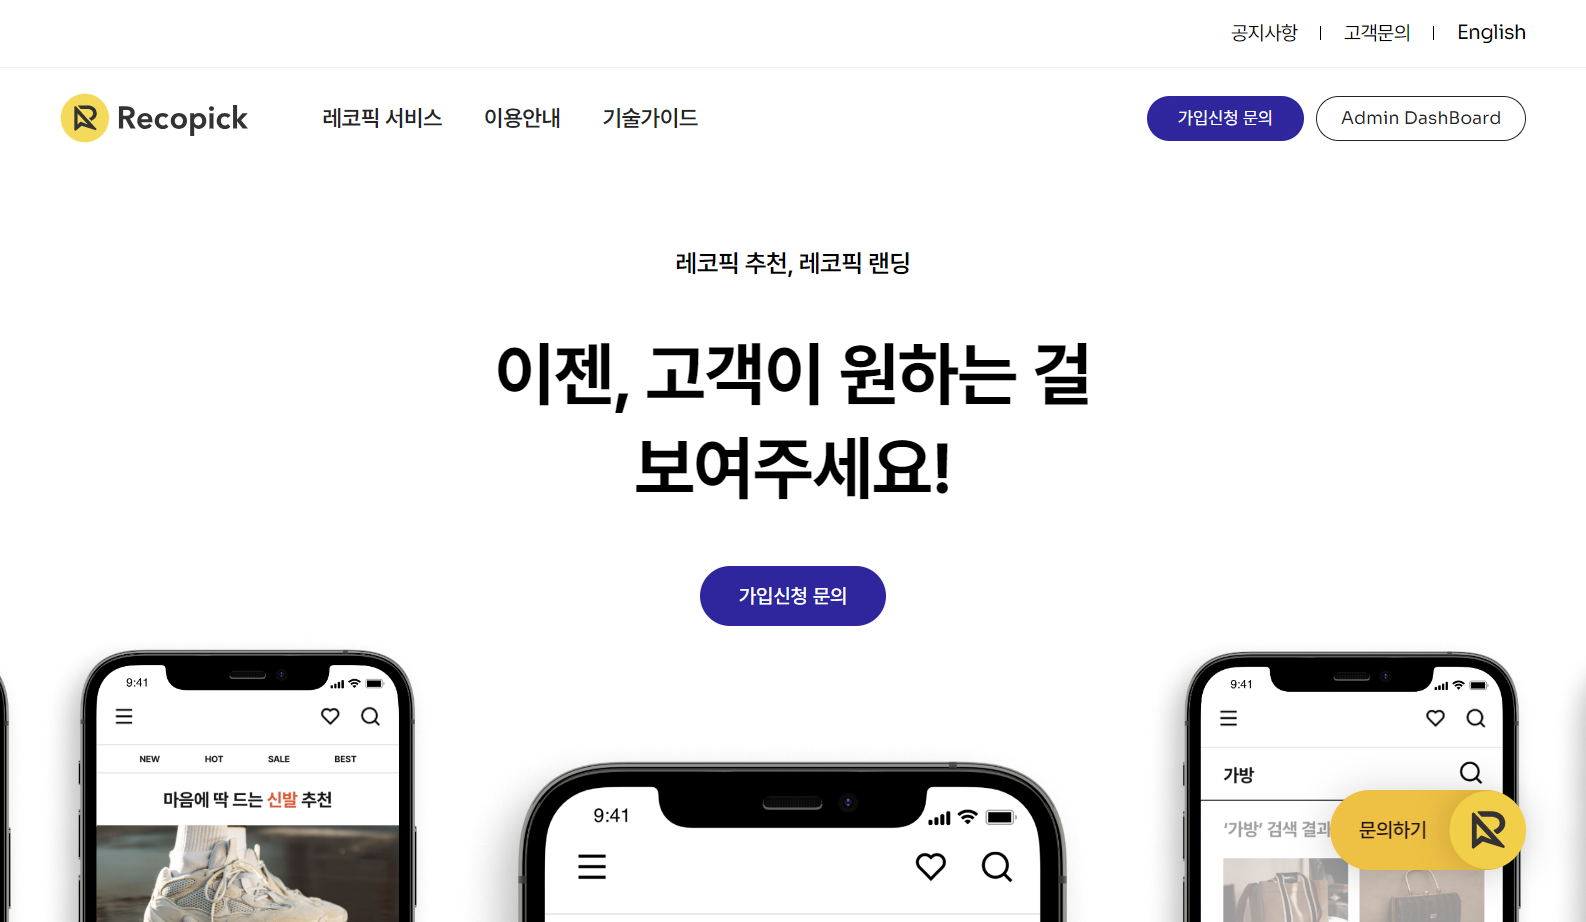 공지사항 | 고객문의 | English
Recopick 레코픽 서비스 이용안내 기술가이드 가입신청 문의 Admin DashBoard
레코픽 추천, 레코픽 랜딩
이젠, 고객이 원하는 걸
보여주세요!
가입신청 문의
9:41
NEW HOT SALE BEST
마음에 딱 드는 신발 추천
9:41
9:41
가방
‘가방’ 검색 결과
문의하기